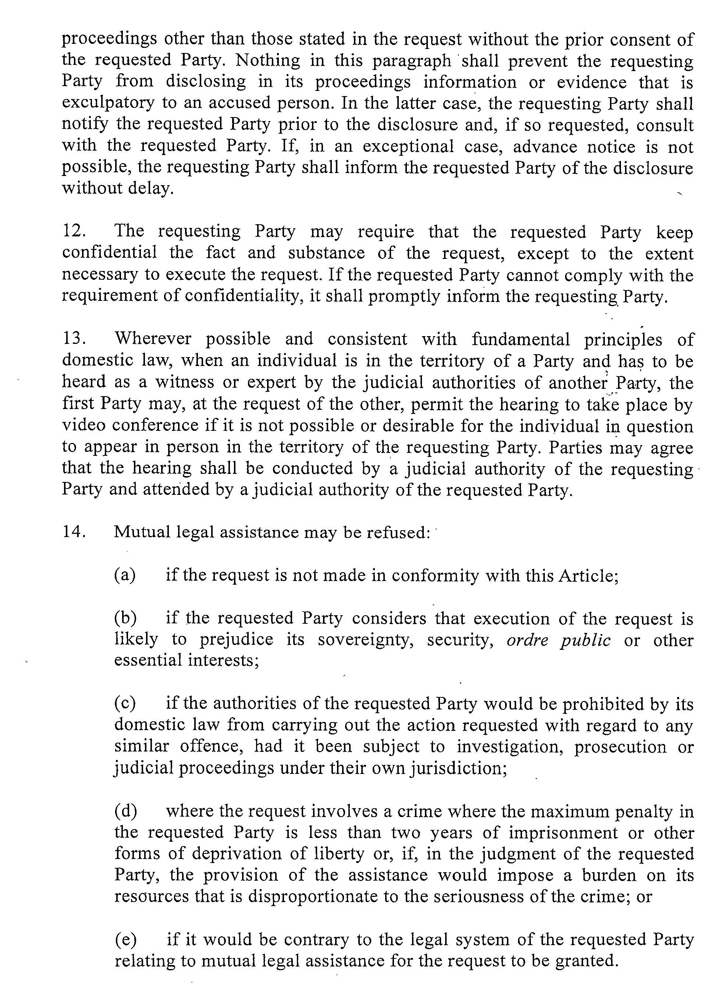 proceedings other than those stated in the request without the prior consent of
the requested Party. Nothing in this paragraph shall prevent the requesting
Party from disclosing in its proceedings information or evidence that is
exculpatory to an accused person. In the latter case, the requesting Party shall
notify the requested Party prior to the disclosure and, if so requested, consult
with the requested Party. If, in an exceptional case, advance notice is not
possible, the requesting Party shall inform the requested Party of the disclosure
without delay.
12. The requesting Party may require that the requested Party keep
confidential the fact and substance of the request, except to the extent
necessary to execute the request. If the requested Party cannot comply with the
requirement of confidentiality, it shall promptly inform the requesting Party.
13. Wherever possible and consistent with fundamental principles of
domestic law, when an individual is in the territory of a Party and has to be
heard as a witness or expert by the judicial authorities of another Party, the
first Party may, at the request of the other, permit the hearing to take place by
video conference if it is not possible or desirable for the individual in question
to appear in person in the territory of the requesting Party. Parties may agree
that the hearing shall be conducted by a judicial authority of the requesting
Party and attended by a judicial authority of the requested Party.
14. Mutual legal assistance may be refused:
(a) if the request is not made in conformity with this Article;
(b) if the requested Party considers that execution of the request is
likely to prejudice its sovereignty, security, ordre public or other
essential interests;
(c) if the authorities of the requested Party would be prohibited by its
domestic law from carrying out the action requested with regard to any
similar offence, had it been subject to investigation, prosecution or
judicial proceedings under their own jurisdiction;
(d) where the request involves a crime where the maximum penalty in
the requested Party is less than two years of imprisonment or other
forms of deprivation of liberty or, if, in the judgment of the requested
Party, the provision of the assistance would impose a burden on its
resources that is disproportionate to the seriousness of the crime; or
(e) if it would be contrary to the legal system of the requested Party
relating to mutual legal assistance for the request to be granted.